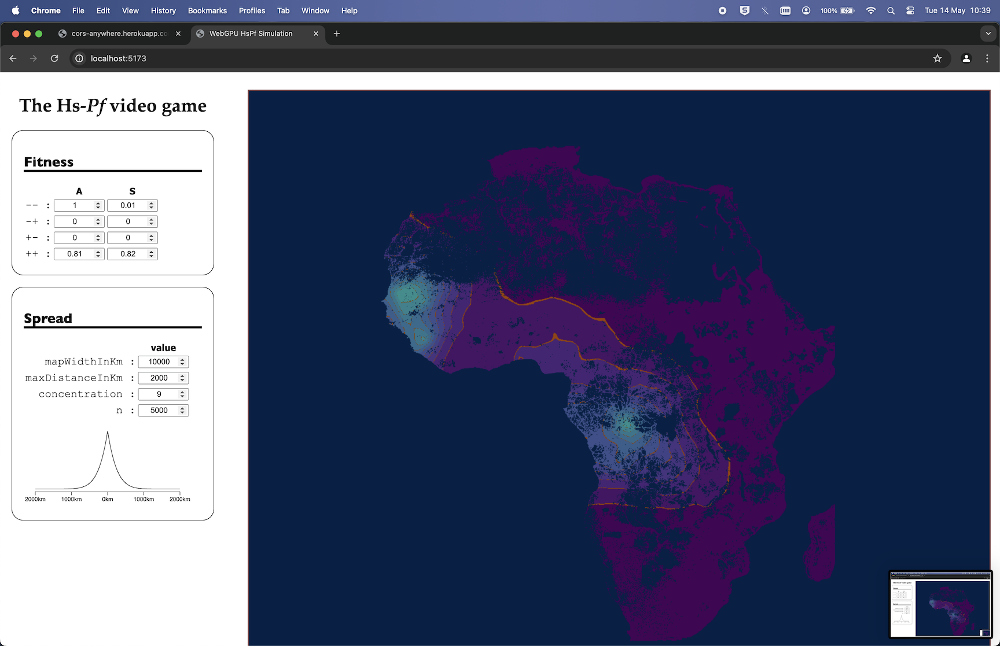 Chrome File Edit View History Bookmarks Profiles Tab Window Help 100% Tue 14 May 10:39
cors-anywhere.herokuapp.co WebGPU HsPf Simulation
localhost:5173
The Hs-Pf video game
Fitness
A S
-- : 1 0.01
-+ : 0 0
+- : 0 0
++ : 0.81 0.82
Spread
value
mapWidthInKm : 10000
maxDistanceInKm : 2000
concentration : 9
n : 5000
2000km 1000km 0km 1000km 2000km